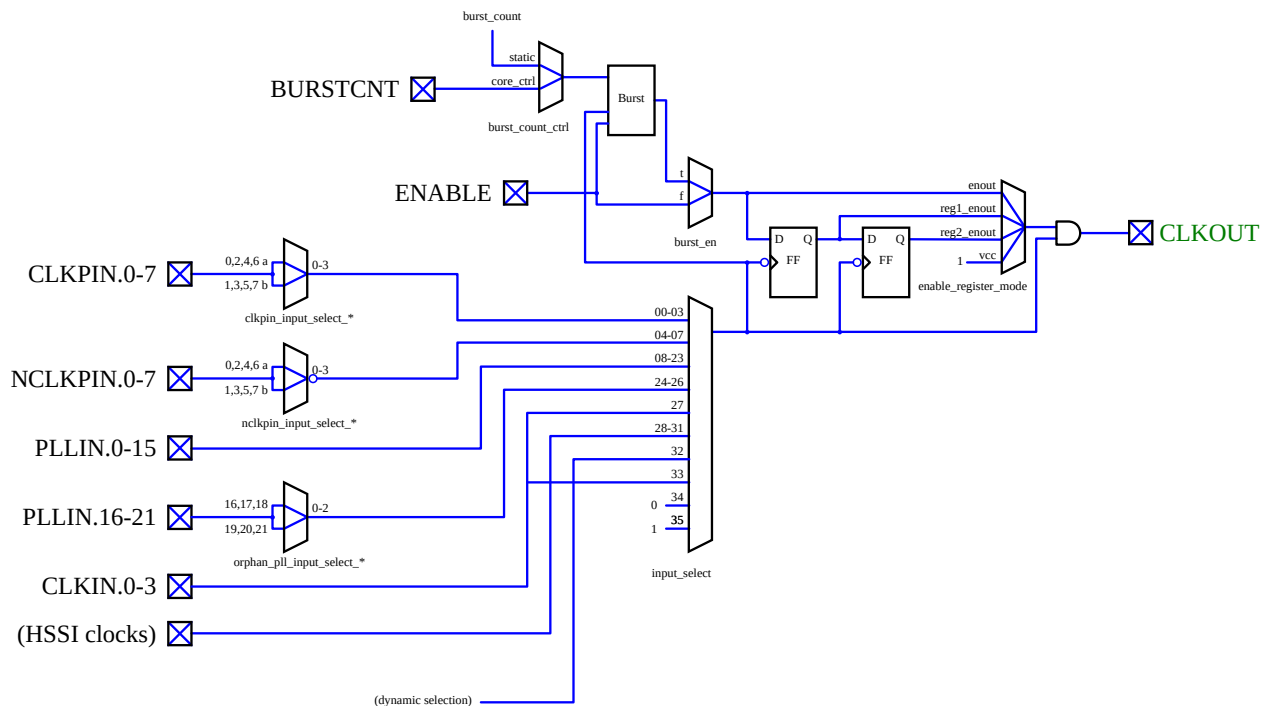 burst_count
static
BURSTCNT
core_ctrl
Burst
burst_count_ctrl
t
ENABLE
f
enout
burst_en
reg1_enout
D Q
FF
D Q
FF
reg2_enout
CLKOUT
vcc
1
enable_register_mode
CLKPIN.0-7
0,2,4,6 a
0-3
1,3,5,7 b
clkpin_input_select_*
00-03
04-07
NCLKPIN.0-7
0,2,4,6 a
0-3
1,3,5,7 b
nclkpin_input_select_*
08-23
24-26
27
28-31
PLLIN.0-15
32
33
PLLIN.16-21
16,17,18
0-2
19,20,21
orphan_pll_input_select_*
34
0
35
1
input_select
CLKIN.0-3
(HSSI clocks)
(dynamic selection)